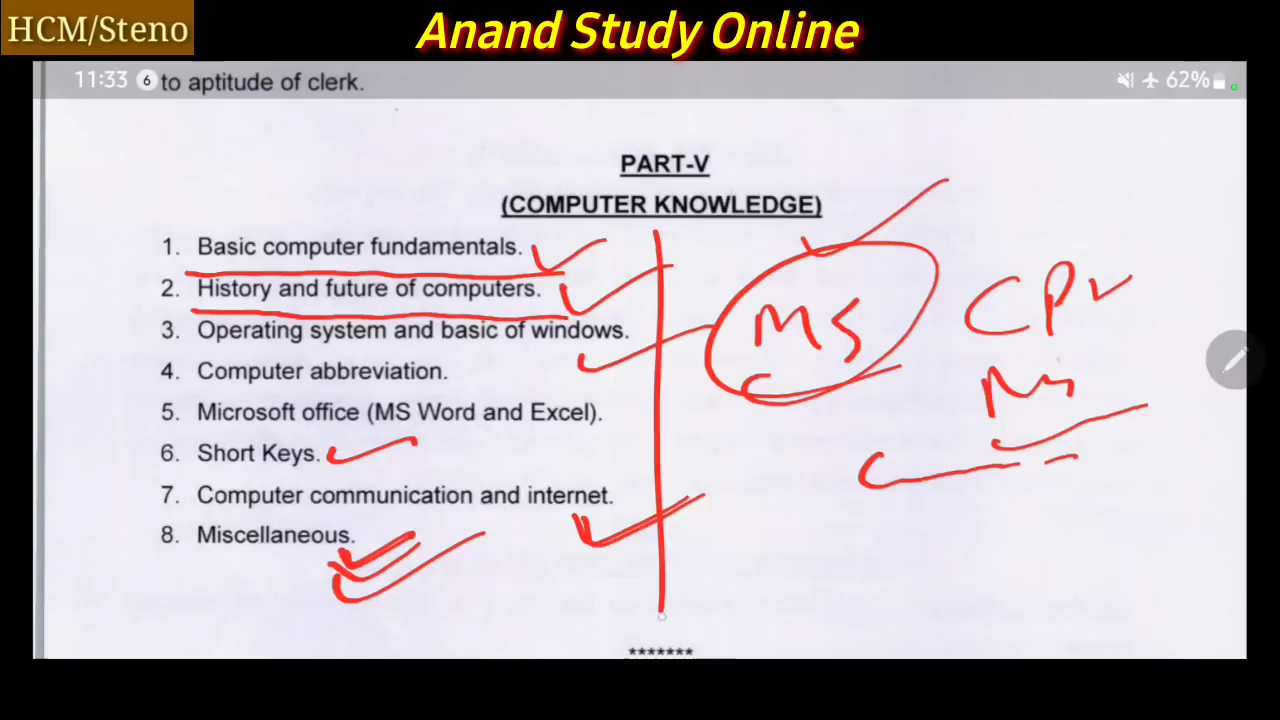 HCM/Steno
Anand Study Online
11:33 6 to aptitude of clerk. 62%
PART-V
(COMPUTER KNOWLEDGE)
1. Basic computer fundamentals.
2. History and future of computers.
3. Operating system and basic of windows.
4. Computer abbreviation.
5. Microsoft office (MS Word and Excel).
6. Short Keys.
7. Computer communication and internet.
8. Miscellaneous.
MS
CPU
*******